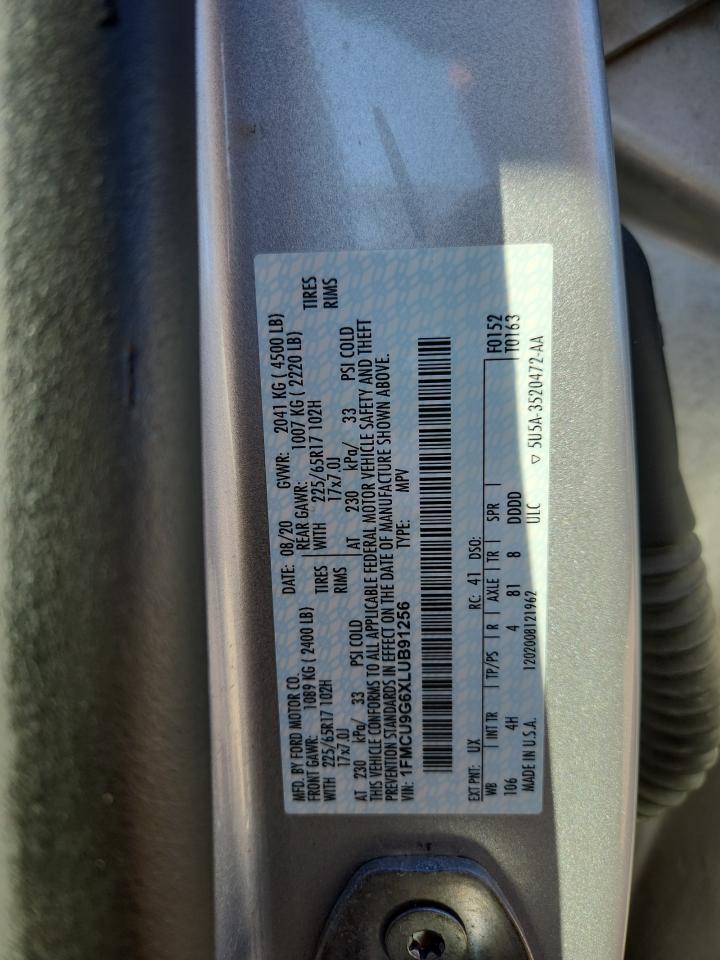 MFD. BY FORD MOTOR CO. DATE: 08/20 GVWR: 2041 KG ( 4500 LB)
FRONT GAWR: 1089 KG ( 2400 LB) REAR GAWR: 1007 KG ( 2220 LB)
WITH 225/65R17 102H TIRES WITH 225/65R17 102H TIRES
17x7.0J RIMS 17x7.0J RIMS
AT 230 kPa/ 33 PSI COLD AT 230 kPa/ 33 PSI COLD
THIS VEHICLE CONFORMS TO ALL APPLICABLE FEDERAL MOTOR VEHICLE SAFETY AND THEFT
PREVENTION STANDARDS IN EFFECT ON THE DATE OF MANUFACTURE SHOWN ABOVE.
VIN: 1FMCU9G6XLUB91256 TYPE: MPV
EXT PNT: UX RC: 41 DSO:
WB INT TR TP/PS R AXLE TR SPR F0152
106 4H 4 81 8 DDDD T0163
MADE IN U.S.A. 1202008121962 ULC ▽ 5U5A-3520472-AA